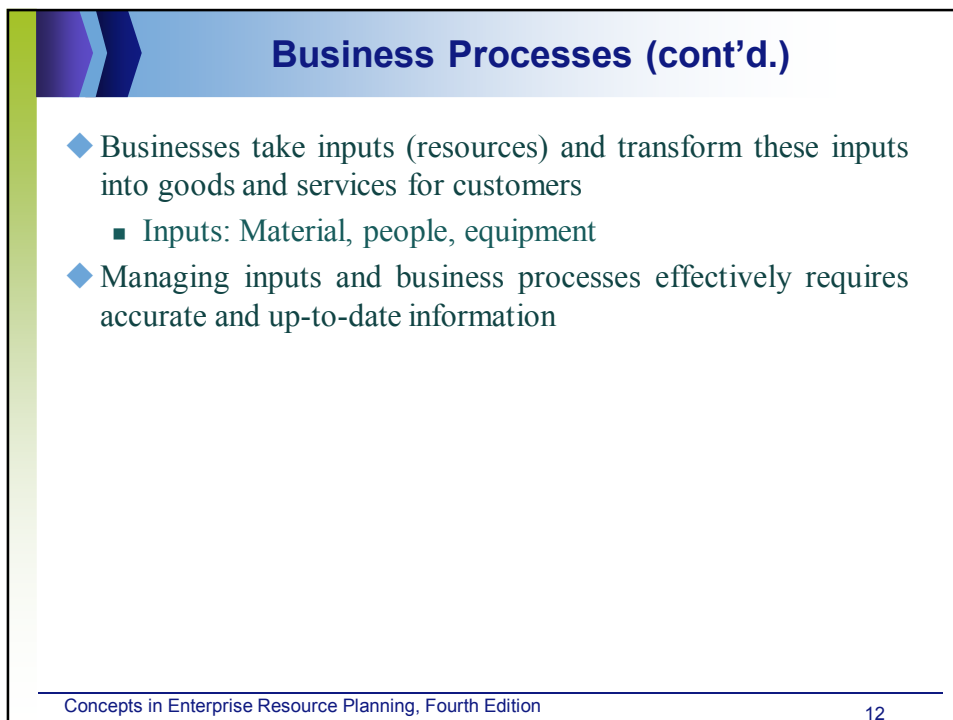 Business Processes (cont’d.)
Businesses take inputs (resources) and transform these inputs
into goods and services for customers
Inputs: Material, people, equipment
Managing inputs and business processes effectively requires
accurate and up-to-date information
Concepts in Enterprise Resource Planning, Fourth Edition
12